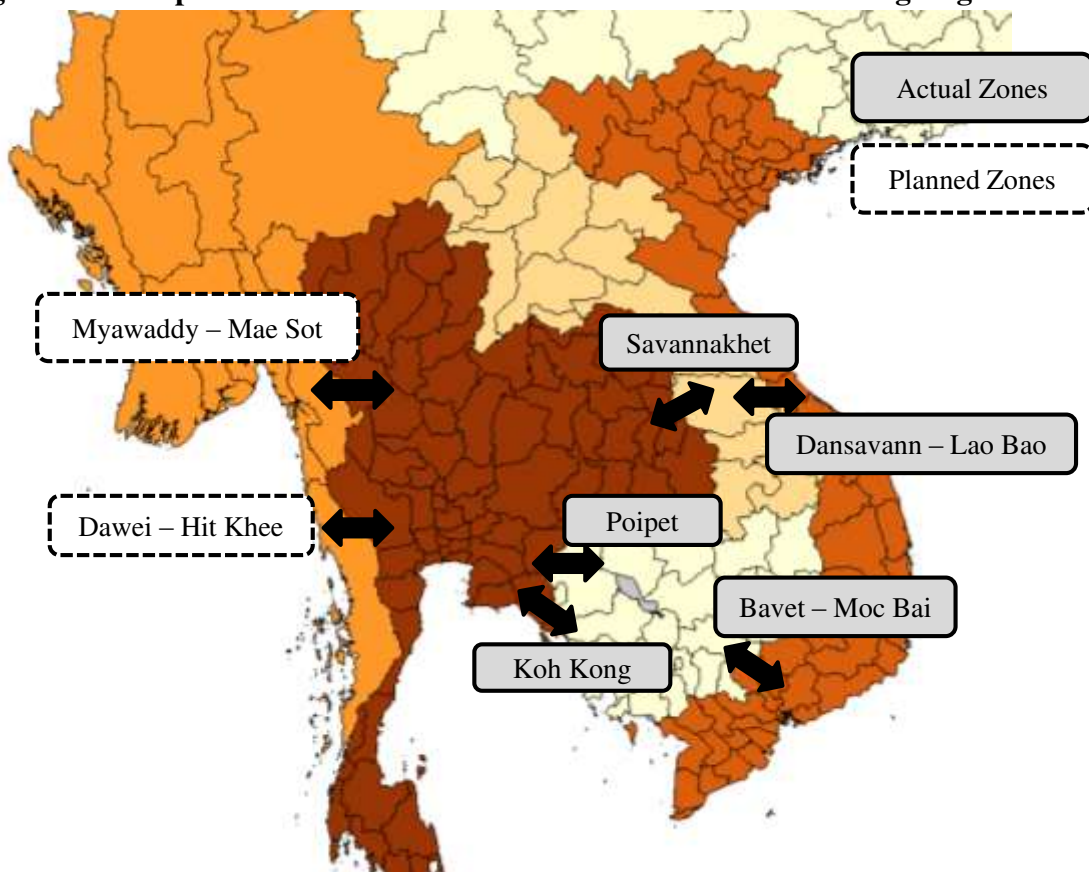 Actual Zones
Planned Zones
Myawaddy – Mae Sot
Savannakhet
Dansavann – Lao Bao
Dawei – Hit Khee
Poipet
Bavet – Moc Bai
Koh Kong